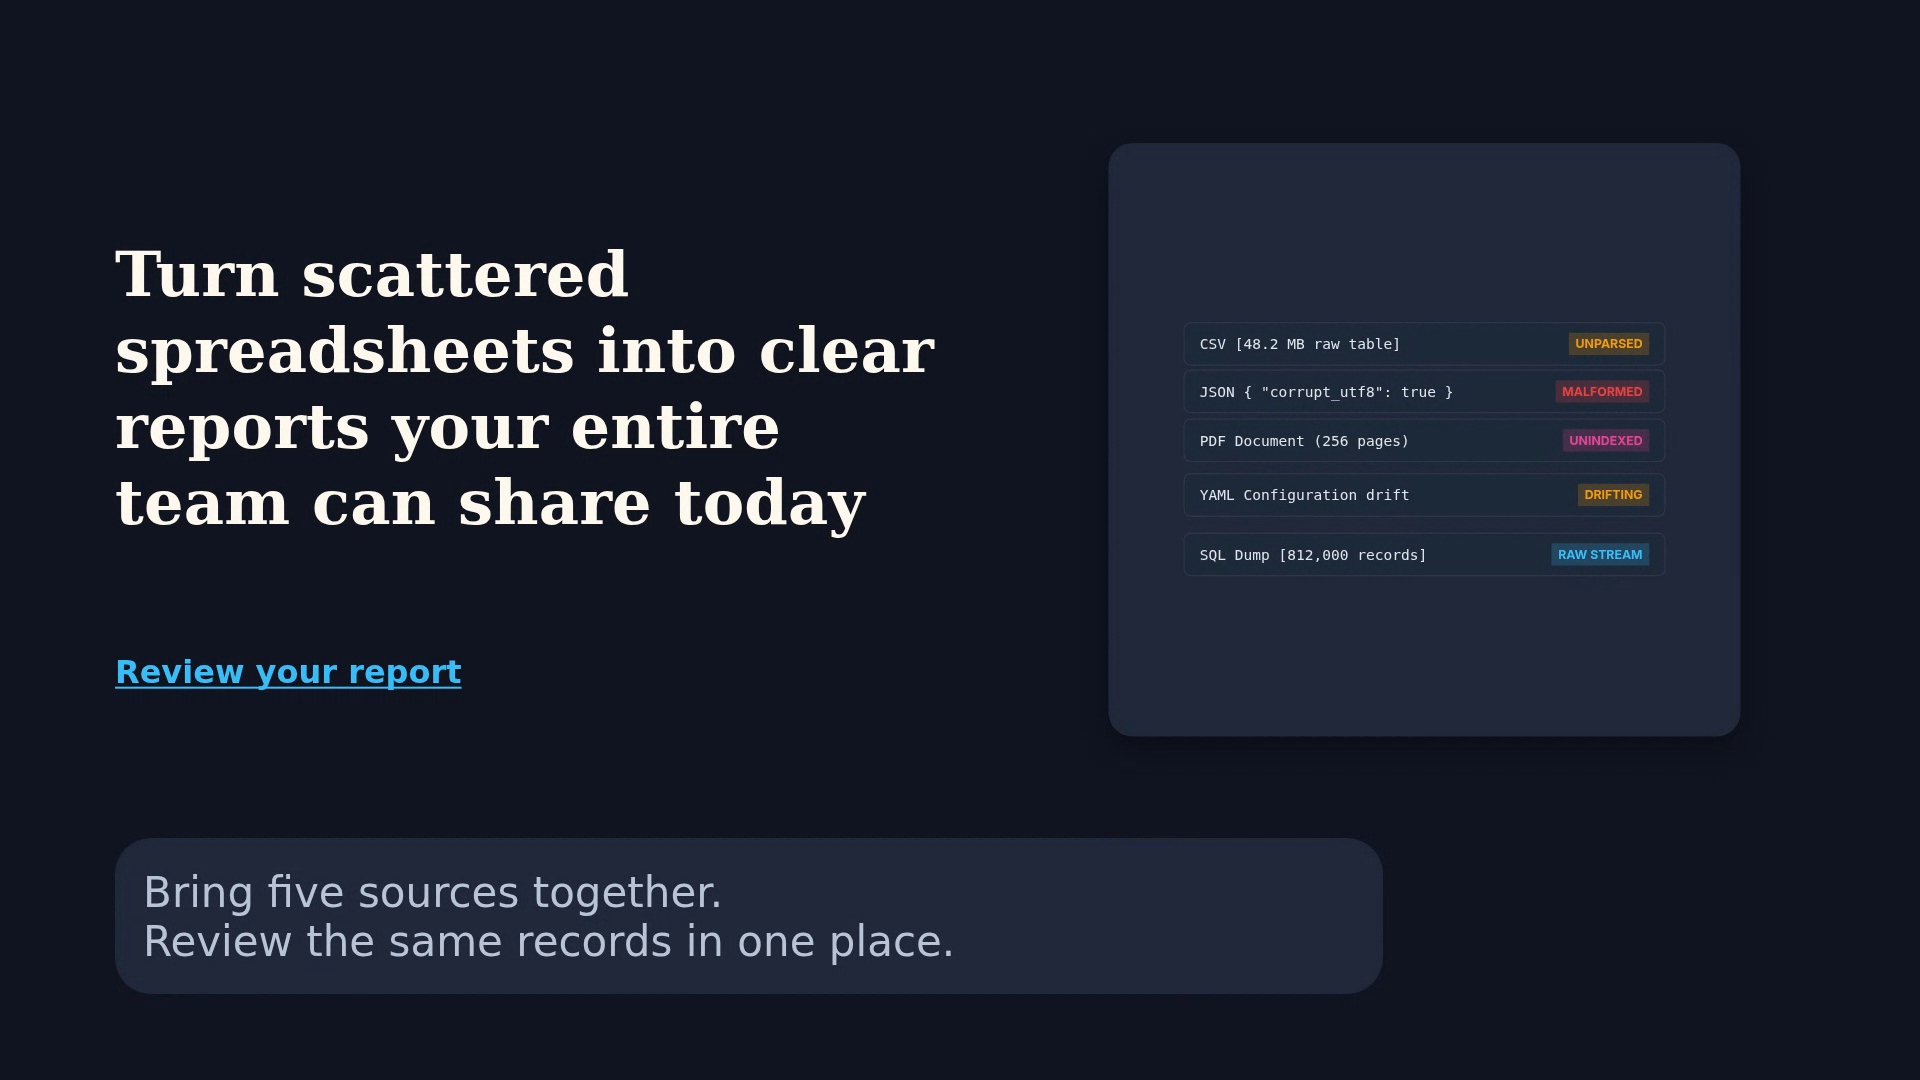 Turn scattered
spreadsheets into clear
reports your entire
team can share today
Review your report
CSV [48.2 MB raw table] UNPARSED
JSON { "corrupt_utf8": true } MALFORMED
PDF Document (256 pages) UNINDEXED
YAML Configuration drift DRIFTING
SQL Dump [812,000 records] RAW STREAM
Bring five sources together.
Review the same records in one place.